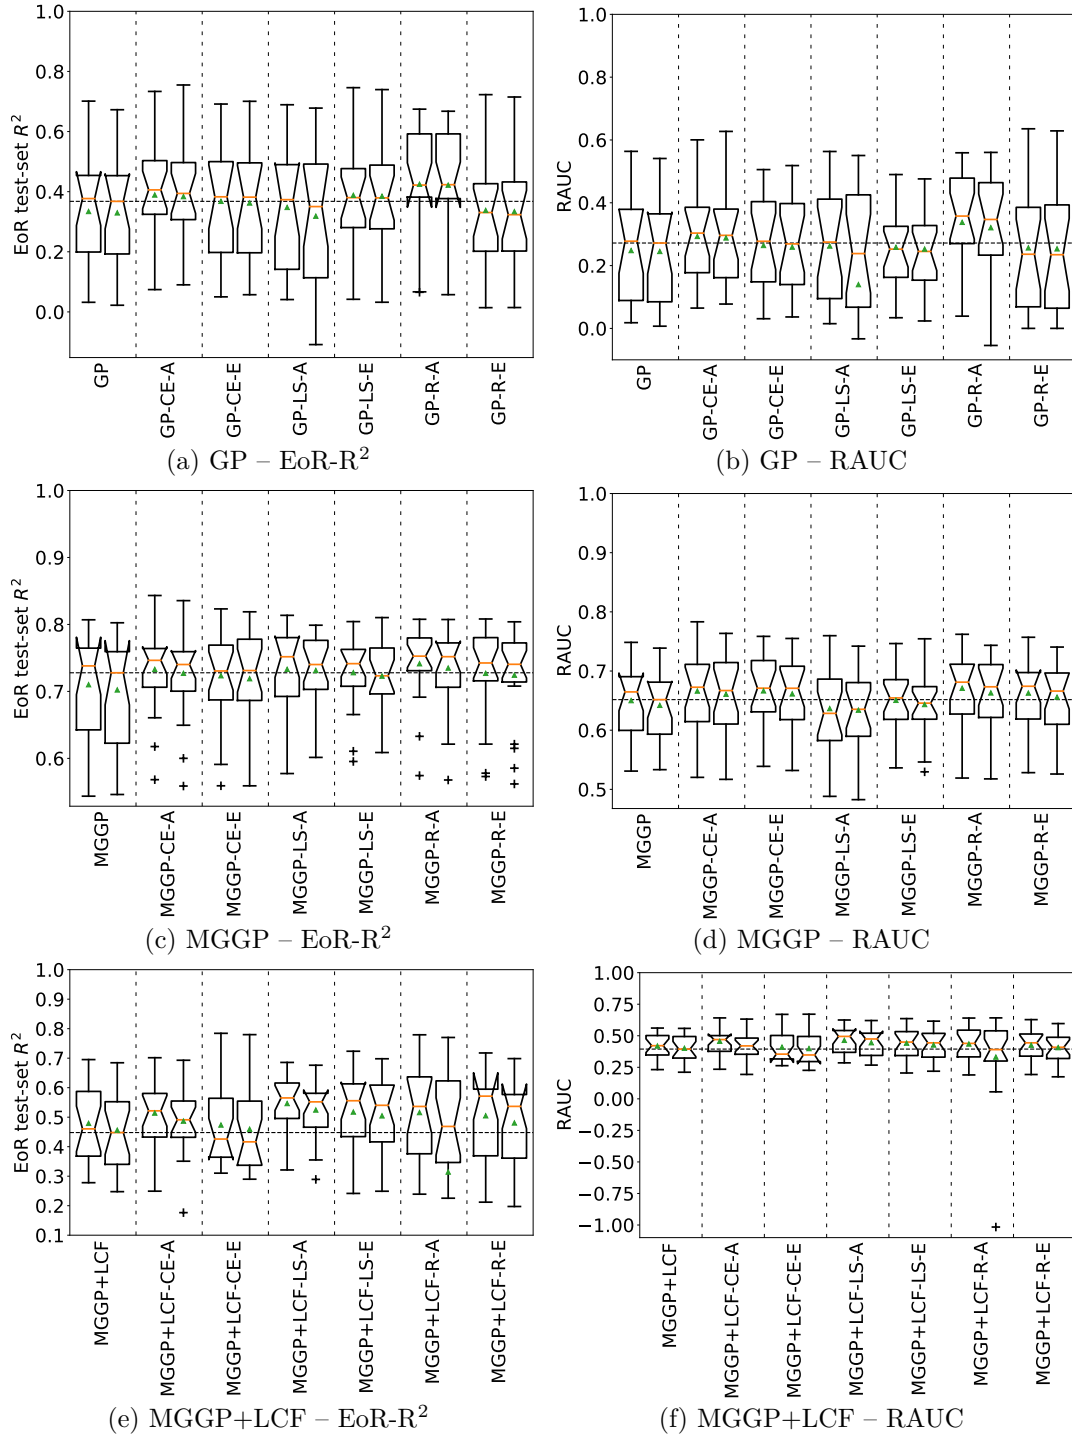 1.0
0.8
0.6
0.4
0.2
0.0
EoR test-set R²
GP
GP-CE-A
GP-CE-E
GP-LS-A
GP-LS-E
GP-R-A
GP-R-E
(a) GP – EoR-R²
1.0
0.8
0.6
0.4
0.2
0.0
RAUC
GP
GP-CE-A
GP-CE-E
GP-LS-A
GP-LS-E
GP-R-A
GP-R-E
(b) GP – RAUC
1.0
0.9
0.8
0.7
0.6
EoR test-set R²
MGGP
MGGP-CE-A
MGGP-CE-E
MGGP-LS-A
MGGP-LS-E
MGGP-R-A
MGGP-R-E
(c) MGGP – EoR-R²
1.0
0.9
0.8
0.7
0.6
0.5
RAUC
MGGP
MGGP-CE-A
MGGP-CE-E
MGGP-LS-A
MGGP-LS-E
MGGP-R-A
MGGP-R-E
(d) MGGP – RAUC
1.0
0.9
0.8
0.7
0.6
0.5
0.4
0.3
0.2
0.1
EoR test-set R²
MGGP+LCF
MGGP+LCF-CE-A
MGGP+LCF-CE-E
MGGP+LCF-LS-A
MGGP+LCF-LS-E
MGGP+LCF-R-A
MGGP+LCF-R-E
(e) MGGP+LCF – EoR-R²
1.00
0.75
0.50
0.25
0.00
−0.25
−0.50
−0.75
−1.00
RAUC
MGGP+LCF
MGGP+LCF-CE-A
MGGP+LCF-CE-E
MGGP+LCF-LS-A
MGGP+LCF-LS-E
MGGP+LCF-R-A
MGGP+LCF-R-E
(f) MGGP+LCF – RAUC